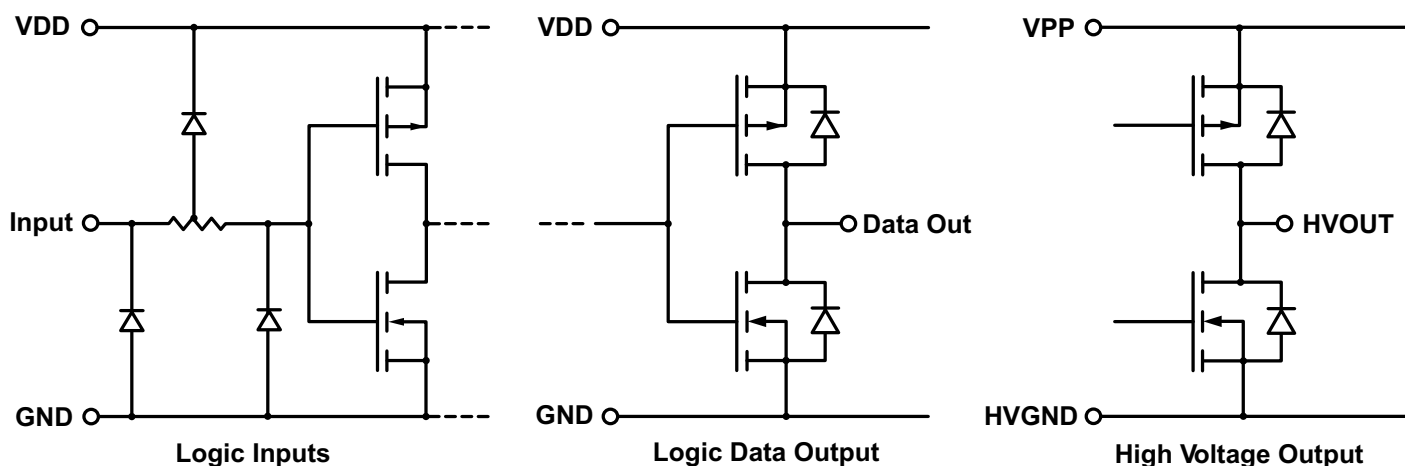 VDD
Input
GND
Logic Inputs
VDD
Data Out
GND
Logic Data Output
VPP
HVOUT
HVGND
High Voltage Output